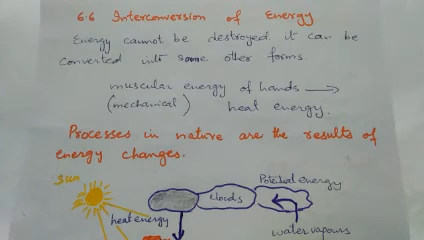 6.6 Interconversion of Energy
Energy cannot be destroyed it can be
converted into some other forms.
muscular energy of hands →
(mechanical) heat energy.
Processes in nature are the results of
energy changes.
Sun
Potential energy
clouds
heat energy
water vapours